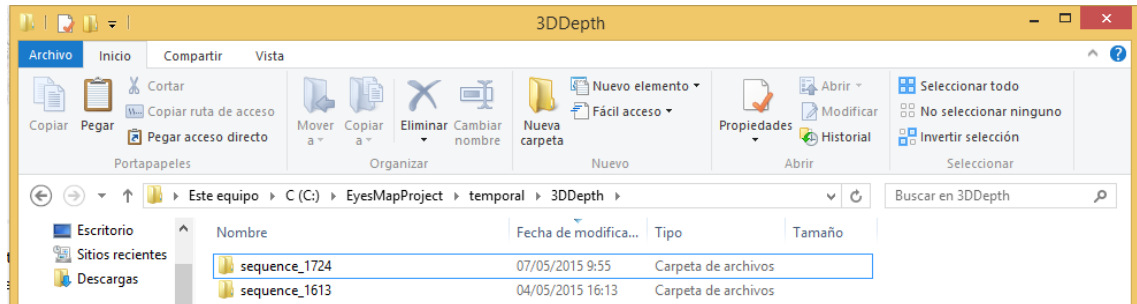 3DDepth
Archivo Inicio Compartir Vista
Copiar
Pegar
Cortar
Copiar ruta de acceso
Pegar acceso directo
Portapapeles
Mover a
Copiar a
Eliminar
Cambiar nombre
Organizar
Nueva carpeta
Nuevo elemento
Fácil acceso
Nuevo
Propiedades
Abrir
Modificar
Historial
Abrir
Seleccionar todo
No seleccionar ninguno
Invertir selección
Seleccionar
Este equipo C (C:) EyesMapProject temporal 3DDepth
Buscar en 3DDepth
Escritorio
Sitios recientes
Descargas
Nombre Fecha de modifica... Tipo Tamaño
sequence_1724 07/05/2015 9:55 Carpeta de archivos
sequence_1613 04/05/2015 16:13 Carpeta de archivos